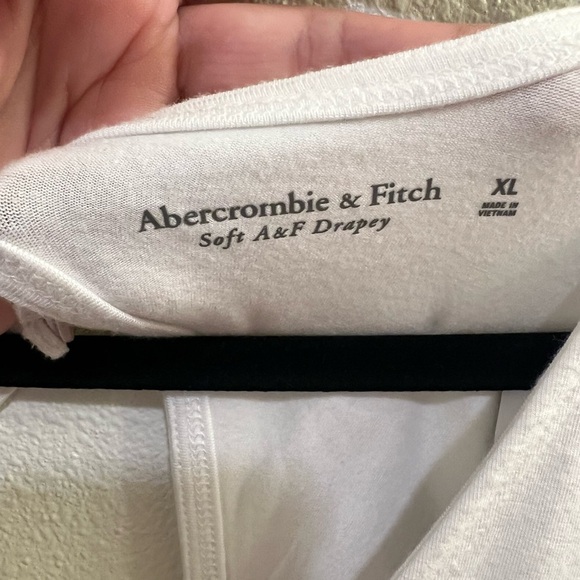 Abercrombie & Fitch
Soft A&F Drapey
XL
MADE IN
VIETNAM